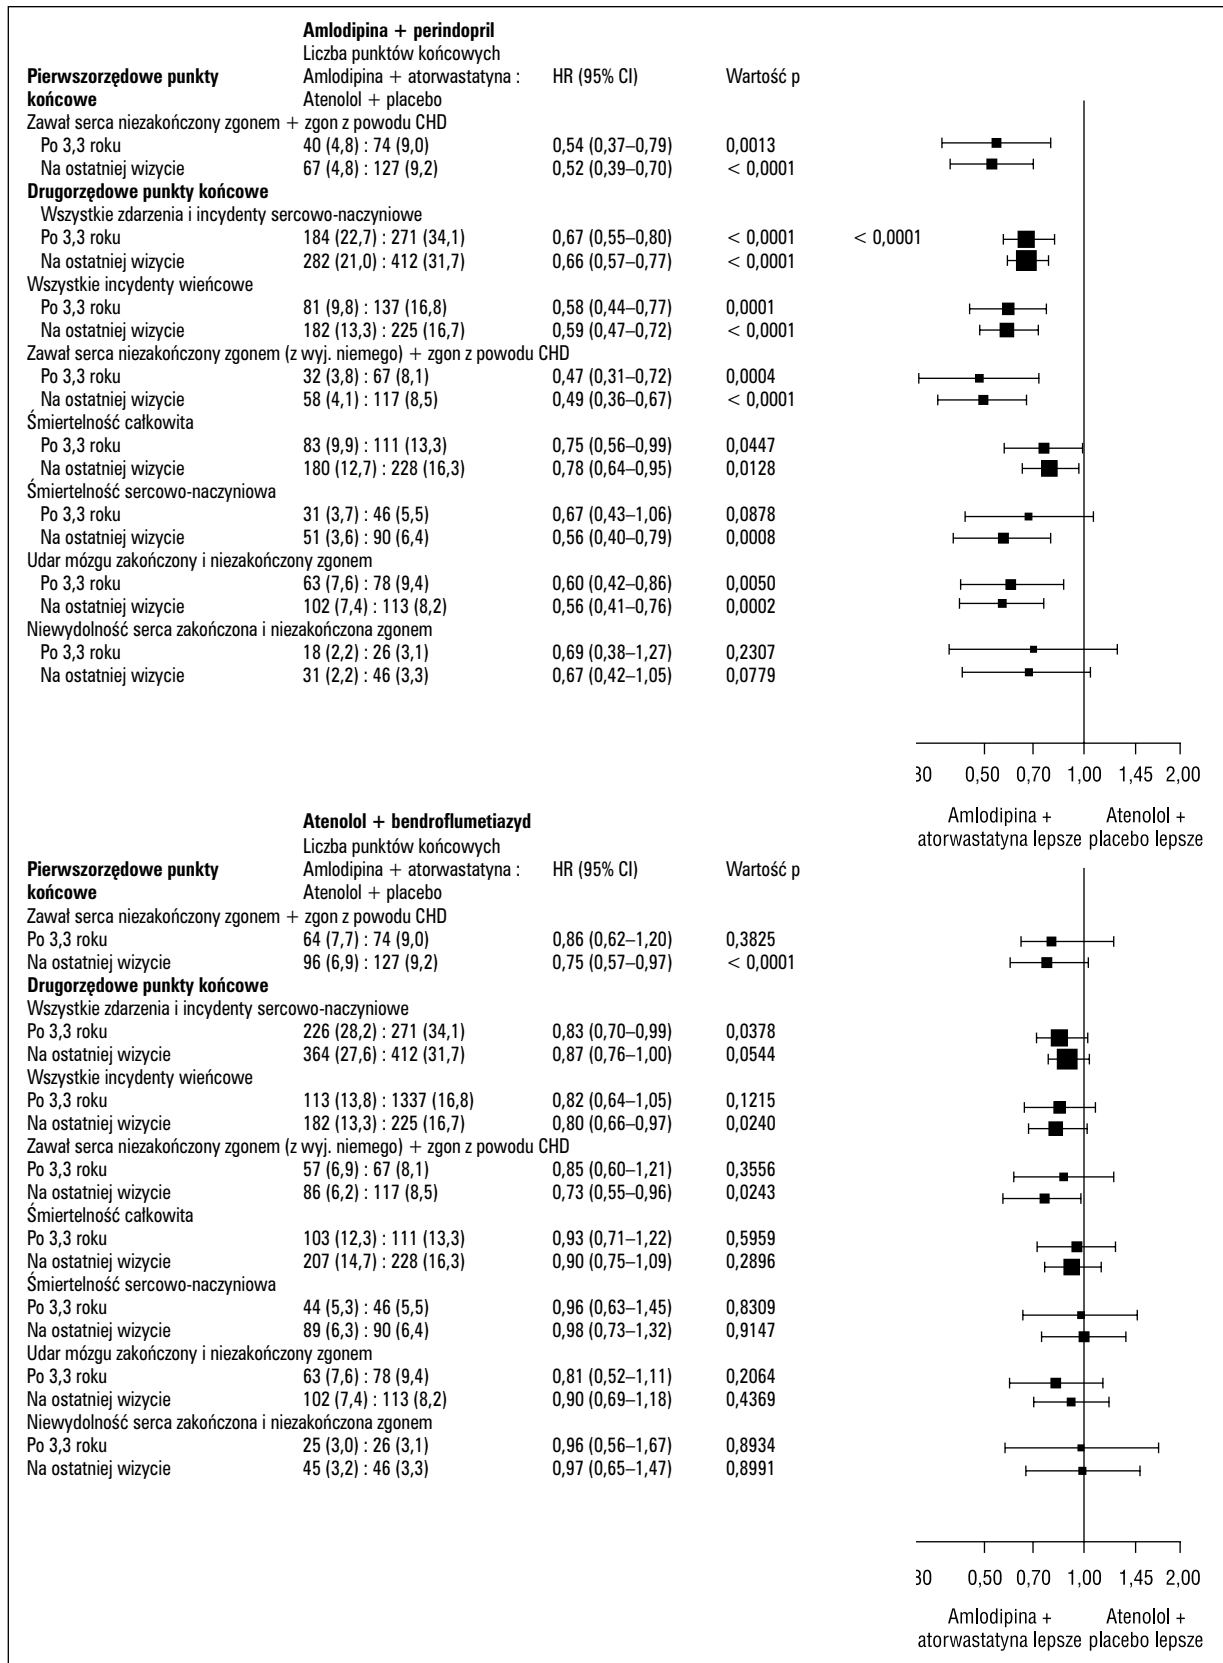 Amlodipina + perindopril
Liczba punktów końcowych
Pierwszorzędowe punkty Amlodipina + atorwastatyna : HR (95% CI) Wartość p
końcowe Atenolol + placebo
Zawał serca niezakończony zgonem + zgon z powodu CHD
Po 3,3 roku 40 (4,8) : 74 (9,0) 0,54 (0,37–0,79) 0,0013
Na ostatniej wizycie 67 (4,8) : 127 (9,2) 0,52 (0,39–0,70) < 0,0001
Drugorzędowe punkty końcowe
Wszystkie zdarzenia i incydenty sercowo-naczyniowe
Po 3,3 roku 184 (22,7) : 271 (34,1) 0,67 (0,55–0,80) < 0,0001 < 0,0001
Na ostatniej wizycie 282 (21,0) : 412 (31,7) 0,66 (0,57–0,77) < 0,0001
Wszystkie incydenty wieńcowe
Po 3,3 roku 81 (9,8) : 137 (16,8) 0,58 (0,44–0,77) 0,0001
Na ostatniej wizycie 182 (13,3) : 225 (16,7) 0,59 (0,47–0,72) < 0,0001
Zawał serca niezakończony zgonem (z wyj. niemego) + zgon z powodu CHD
Po 3,3 roku 32 (3,8) : 67 (8,1) 0,47 (0,31–0,72) 0,0004
Na ostatniej wizycie 58 (4,1) : 117 (8,5) 0,49 (0,36–0,67) < 0,0001
Śmiertelność całkowita
Po 3,3 roku 83 (9,9) : 111 (13,3) 0,75 (0,56–0,99) 0,0447
Na ostatniej wizycie 180 (12,7) : 228 (16,3) 0,78 (0,64–0,95) 0,0128
Śmiertelność sercowo-naczyniowa
Po 3,3 roku 31 (3,7) : 46 (5,5) 0,67 (0,43–1,06) 0,0878
Na ostatniej wizycie 51 (3,6) : 90 (6,4) 0,56 (0,40–0,79) 0,0008
Udar mózgu zakończony i niezakończony zgonem
Po 3,3 roku 63 (7,6) : 78 (9,4) 0,60 (0,42–0,86) 0,0050
Na ostatniej wizycie 102 (7,4) : 113 (8,2) 0,56 (0,41–0,76) 0,0002
Niewydolność serca zakończona i niezakończona zgonem
Po 3,3 roku 18 (2,2) : 26 (3,1) 0,69 (0,38–1,27) 0,2307
Na ostatniej wizycie 31 (2,2) : 46 (3,3) 0,67 (0,42–1,05) 0,0779
30 0,50 0,70 1,00 1,45 2,00
Amlodipina + Atenolol +
atorwastatyna lepsze placebo lepsze
Atenolol + bendroflumetiazyd
Liczba punktów końcowych
Pierwszorzędowe punkty Amlodipina + atorwastatyna : HR (95% CI) Wartość p
końcowe Atenolol + placebo
Zawał serca niezakończony zgonem + zgon z powodu CHD
Po 3,3 roku 64 (7,7) : 74 (9,0) 0,86 (0,62–1,20) 0,3825
Na ostatniej wizycie 96 (6,9) : 127 (9,2) 0,75 (0,57–0,97) < 0,0001
Drugorzędowe punkty końcowe
Wszystkie zdarzenia i incydenty sercowo-naczyniowe
Po 3,3 roku 226 (28,2) : 271 (34,1) 0,83 (0,70–0,99) 0,0378
Na ostatniej wizycie 364 (27,6) : 412 (31,7) 0,87 (0,76–1,00) 0,0544
Wszystkie incydenty wieńcowe
Po 3,3 roku 113 (13,8) : 1337 (16,8) 0,82 (0,64–1,05) 0,1215
Na ostatniej wizycie 182 (13,3) : 225 (16,7) 0,80 (0,66–0,97) 0,0240
Zawał serca niezakończony zgonem (z wyj. niemego) + zgon z powodu CHD
Po 3,3 roku 57 (6,9) : 67 (8,1) 0,85 (0,60–1,21) 0,3556
Na ostatniej wizycie 86 (6,2) : 117 (8,5) 0,73 (0,55–0,96) 0,0243
Śmiertelność całkowita
Po 3,3 roku 103 (12,3) : 111 (13,3) 0,93 (0,71–1,22) 0,5959
Na ostatniej wizycie 207 (14,7) : 228 (16,3) 0,90 (0,75–1,09) 0,2896
Śmiertelność sercowo-naczyniowa
Po 3,3 roku 44 (5,3) : 46 (5,5) 0,96 (0,63–1,45) 0,8309
Na ostatniej wizycie 89 (6,3) : 90 (6,4) 0,98 (0,73–1,32) 0,9147
Udar mózgu zakończony i niezakończony zgonem
Po 3,3 roku 63 (7,6) : 78 (9,4) 0,81 (0,52–1,11) 0,2064
Na ostatniej wizycie 102 (7,4) : 113 (8,2) 0,90 (0,69–1,18) 0,4369
Niewydolność serca zakończona i niezakończona zgonem
Po 3,3 roku 25 (3,0) : 26 (3,1) 0,96 (0,56–1,67) 0,8934
Na ostatniej wizycie 45 (3,2) : 46 (3,3) 0,97 (0,65–1,47) 0,8991
30 0,50 0,70 1,00 1,45 2,00
Amlodipina + Atenolol +
atorwastatyna lepsze placebo lepsze